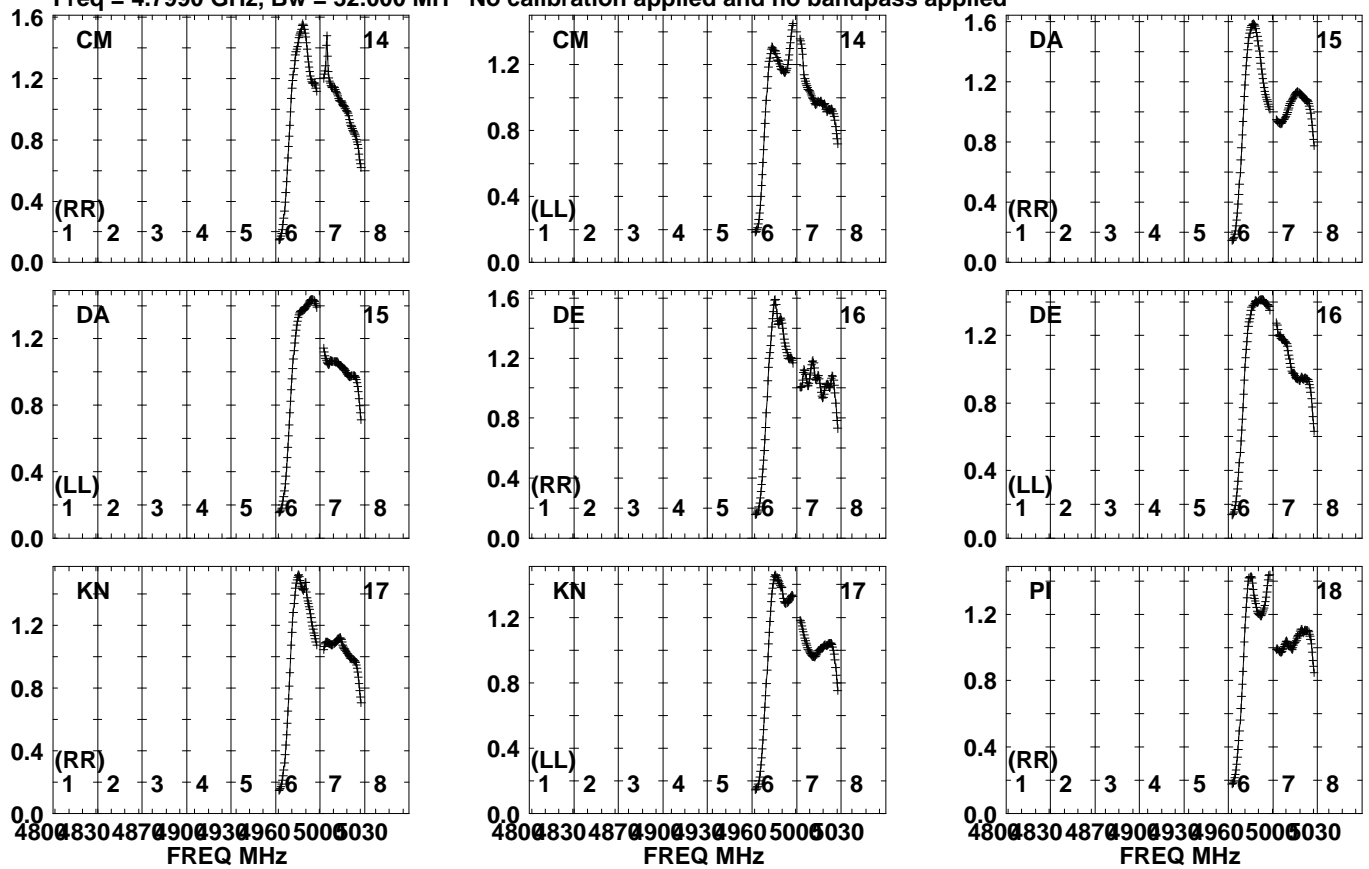 Freq = 4.7990 GHz, Bw = 32.000 MH No calibration applied and no bandpass applied
1.6 CM 14
1.2
0.8
0.4
(RR)
1 2 3 4 5 6 7 8
0.0
CM 14
1.2
0.8
0.4
(LL)
1 2 3 4 5 6 7 8
0.0
1.6 DA 15
1.2
0.8
0.4
(RR)
1 2 3 4 5 6 7 8
0.0
DA 15
1.2
0.8
0.4
(LL)
1 2 3 4 5 6 7 8
0.0
1.6 DE 16
1.2
0.8
0.4
(RR)
1 2 3 4 5 6 7 8
0.0
DE 16
1.2
0.8
0.4
(LL)
1 2 3 4 5 6 7 8
0.0
KN 17
1.2
0.8
0.4
(RR)
1 2 3 4 5 6 7 8
0.0
4800 4830 4870 4900 4930 4960 5000 5030
FREQ MHz
KN 17
1.2
0.8
0.4
(LL)
1 2 3 4 5 6 7 8
0.0
4800 4830 4870 4900 4930 4960 5000 5030
FREQ MHz
PI 18
1.2
0.8
0.4
(RR)
1 2 3 4 5 6 7 8
0.0
4800 4830 4870 4900 4930 4960 5000 5030
FREQ MHz